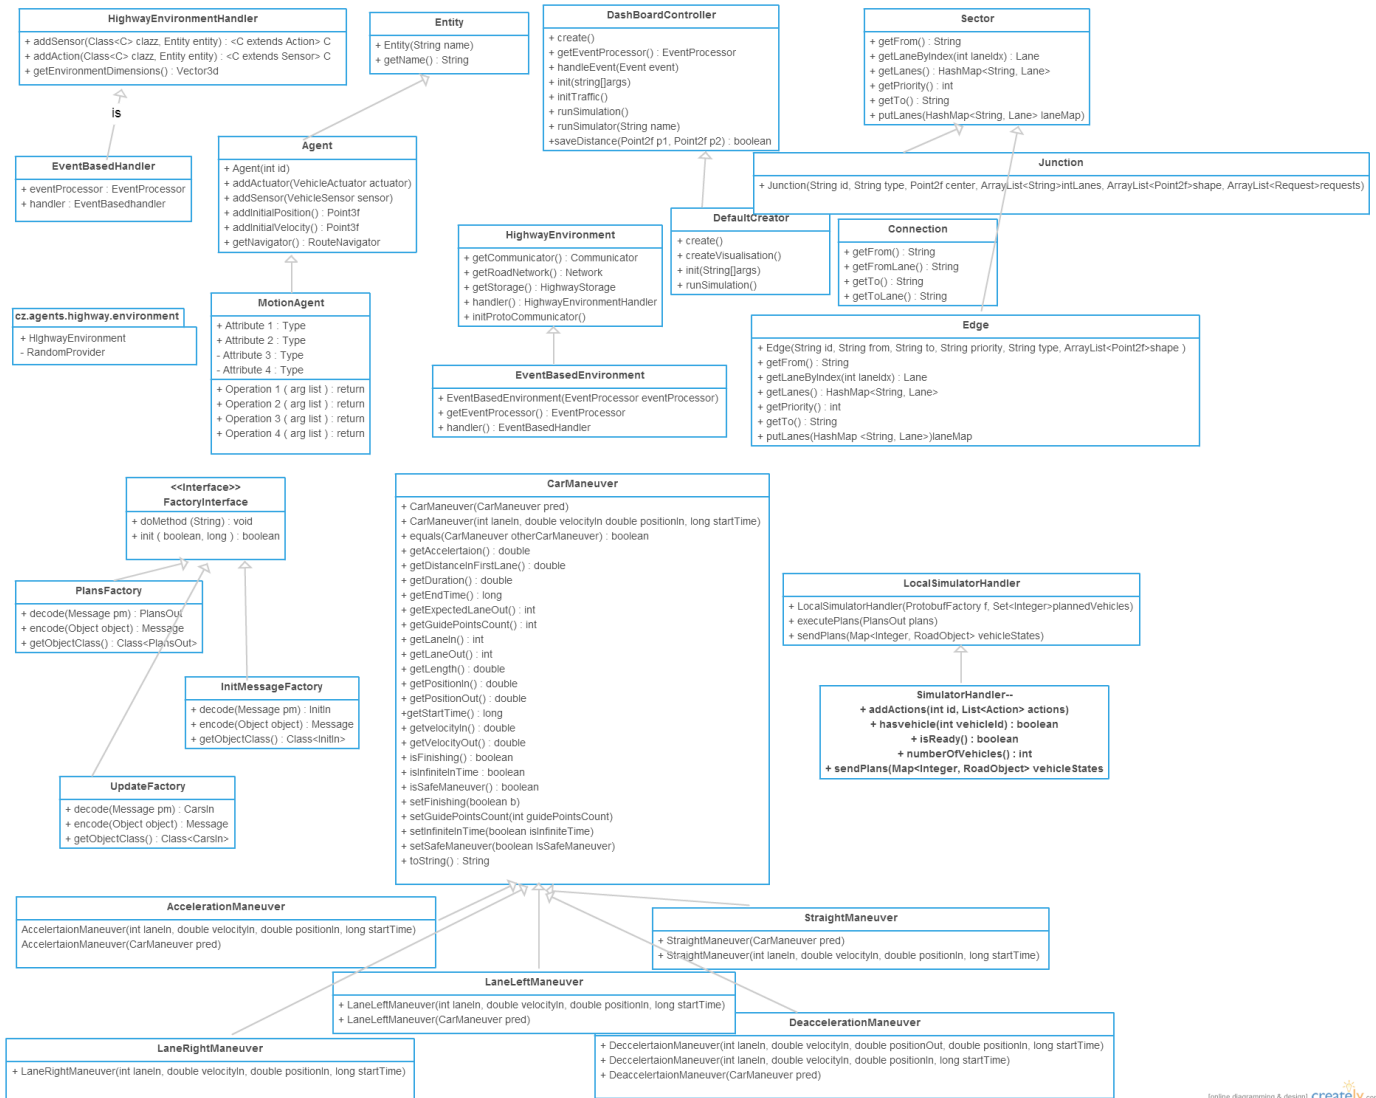 HighwayEnvironmentHandler
+ addSensor(Class<C> clazz, Entity entity) : <C extends Action> C
+ addAction(Class<C> clazz, Entity entity) : <C extends Sensor> C
+ getEnvironmentDimensions() : Vector3d
is
EventBasedHandler
+ eventProcessor : EventProcessor
+ handler : EventBasedhandler
Entity
+ Entity(String name)
+ getName() : String
Agent
+ Agent(int id)
+ addActuator(VehicleActuator actuator)
+ addSensor(VehicleSensor sensor)
+ addInitialPosition() : Point3f
+ addInitialVelocity() : Point3f
+ getNavigator() : RouteNavigator
MotionAgent
+ Attribute 1 : Type
+ Attribute 2 : Type
- Attribute 3 : Type
- Attribute 4 : Type
+ Operation 1 ( arg list ) : return
+ Operation 2 ( arg list ) : return
+ Operation 3 ( arg list ) : return
+ Operation 4 ( arg list ) : return
cz.agents.highway.environment
+ HighwayEnvironment
- RandomProvider
DashBoardController
+ create()
+ getEventProcessor() : EventProcessor
+ handleEvent(Event event)
+ init(string[]args)
+ initTraffic()
+ runSimulation()
+ runSimulator(String name)
+saveDistance(Point2f p1, Point2f p2) : boolean
DefaultCreator
+ create()
+ createVisualisation()
+ init(String[]args)
+ runSimulation()
HighwayEnvironment
+ getCommunicator() : Communicator
+ getRoadNetwork() : Network
+ getStorage() : HighwayStorage
+ handler() : HighwayEnvironmentHandler
+ initProtoCommunicator()
EventBasedEnvironment
+ EventBasedEnvironment(EventProcessor eventProcessor)
+ getEventProcessor() : EventProcessor
+ handler() : EventBasedHandler
Sector
+ getFrom() : String
+ getLaneByIndex(int laneIdex) : Lane
+ getLanes() : HashMap<String, Lane>
+ getPriority() : int
+ getTo() : String
+ putLanes(HashMap<String, Lane> laneMap)
Junction
+ Junction(String id, String type, Point2f center, ArrayList<String>intLanes, ArrayList<Point2f>shape, ArrayList<Request>requests)
Connection
+ getFrom() : String
+ getFromLane() : String
+ getTo() : String
+ getToLane() : String
Edge
+ Edge(String id, String from, String to, String priority, String type, ArrayList<Point2f>shape )
+ getFrom() : String
+ getLaneByIndex(int laneIdx) : Lane
+ getLanes() : HashMap<String, Lane>
+ getPriority() : int
+ getTo() : String
+ putLanes(HashMap <String, Lane>)laneMap
<<Interface>>
FactoryInterface
+ doMethod (String) : void
+ init ( boolean, long ) : boolean
PlansFactory
+ decode(Message pm) : PlansOut
+ encode(Object object) : Message
+ getObjectClass() : Class<PlansOut>
InitMessageFactory
+ decode(Message pm) : InitIn
+ encode(Object object) : Message
+ getObjectClass() : Class<InitIn>
UpdateFactory
+ decode(Message pm) : CarsIn
+ encode(Object object) : Message
+ getObjectClass() : Class<CarsIn>
CarManeuver
+ CarManeuver(CarManeuver pred)
+ CarManeuver(int laneIn, double velocityIn double positionIn, long startTime)
+ equals(CarManeuver otherCarManeuver) : boolean
+ getAccelertaion() : double
+ getDistanceInFirstLane() : double
+ getDuration() : double
+ getEndTime() : long
+ getExpectedLaneOut() : int
+ getGuidePointsCount() : int
+ getLaneIn() : int
+ getLaneOut() : int
+ getLength() : double
+ getPositionIn() : double
+ getPositionOut() : double
+getStartTime() : long
+ getvelocityIn() : double
+ getVelocityOut() : double
+ isFinishing() : boolean
+ isInfiniteInTime : boolean
+ isSafeManeuver() : boolean
+ setFinishing(boolean b)
+ setGuidePointsCount(int guidePointsCount)
+ setInfiniteInTime(boolean isInfiniteTime)
+ setSafeManeuver(boolean IsSafeManeuver)
+ toString() : String
LocalSimulatorHandler
+ LocalSimulatorHandler(ProtobufFactory f, Set<Integer>plannedVehicles)
+ executePlans(PlansOut plans)
+ sendPlans(Map<Integer, RoadObject> vehicleStates)
SimulatorHandler--
+ addActions(int id, List<Action> actions)
+ hasvehicle(int vehicleId) : boolean
+ isReady() : boolean
+ numberOfVehicles() : int
+ sendPlans(Map<Integer, RoadObject> vehicleStates
AccelerationManeuver
AccelertaionManeuver(int laneIn, double velocityIn, double positionIn, long startTime)
AccelertaionManeuver(CarManeuver pred)
StraightManeuver
+ StraightManeuver(CarManeuver pred)
+ StraightManeuver(int laneIn, double velocityIn, double positionIn, long startTime)
LaneLeftManeuver
+ LaneLeftManeuver(int laneIn, double velocityIn, double positionIn, long startTime)
+ LaneLeftManeuver(CarManeuver pred)
DeaccelerationManeuver
+ DeccelertaionManeuver(int laneIn, double velocityIn, double positionOut, double positionIn, long startTime)
+ DeccelertaionManeuver(int laneIn, double velocityIn, double positionIn, long startTime)
+ DeaccelertaionManeuver(CarManeuver pred)
LaneRightManeuver
+ LaneRightManeuver(int laneIn, double velocityIn, double positionIn, long startTime)
[online diagramming & design] creately.com